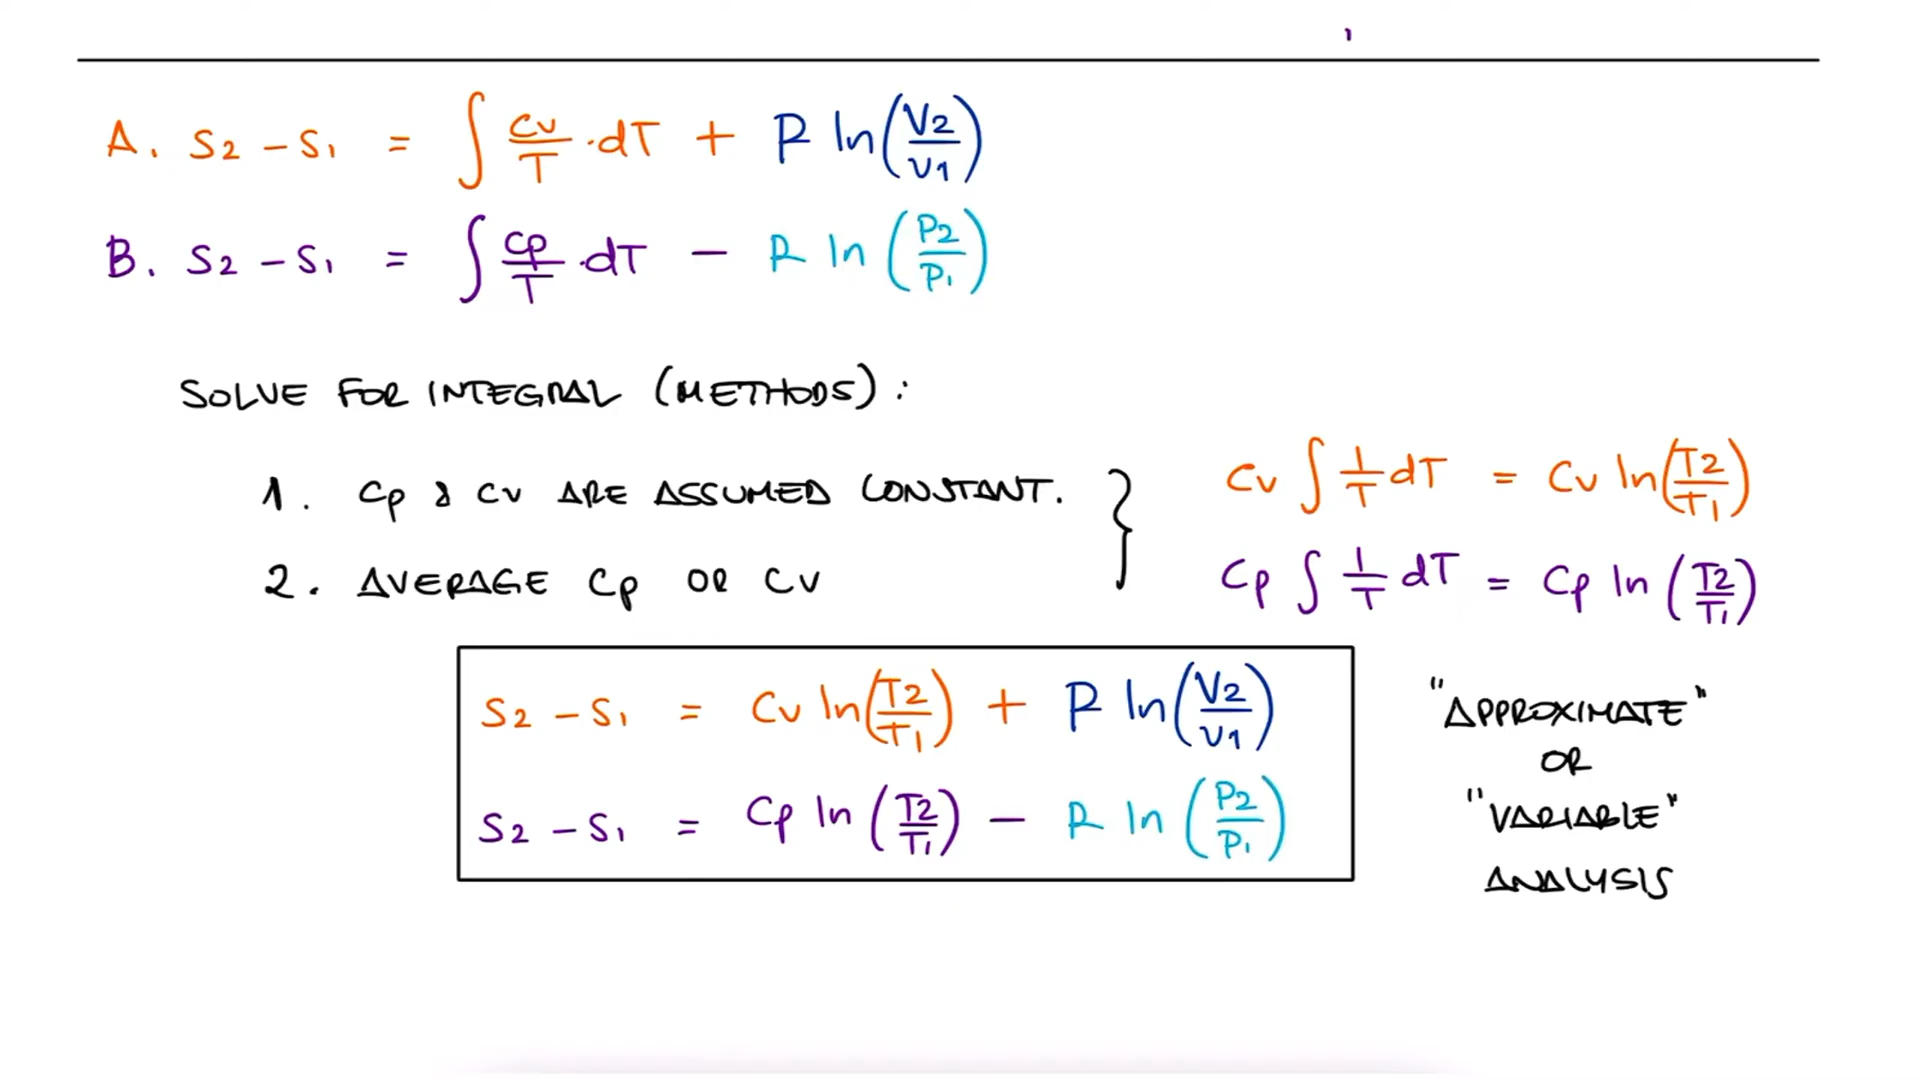 A. S2 - S1 = ∫ Cv/T · dT + R ln(V2/V1)
B. S2 - S1 = ∫ Cp/T · dT - R ln(P2/P1)
SOLVE FOR INTEGRAL (METHODS):
1. Cp & Cv ARE ASSUMED CONSTANT.
2. AVERAGE Cp OR Cv
Cv ∫ 1/T dT = Cv ln(T2/T1)
Cp ∫ 1/T dT = Cp ln(T2/T1)
S2 - S1 = Cv ln(T2/T1) + R ln(V2/V1)
S2 - S1 = Cp ln(T2/T1) - R ln(P2/P1)
"APPROXIMATE"
OR
"VARIABLE"
ANALYSIS